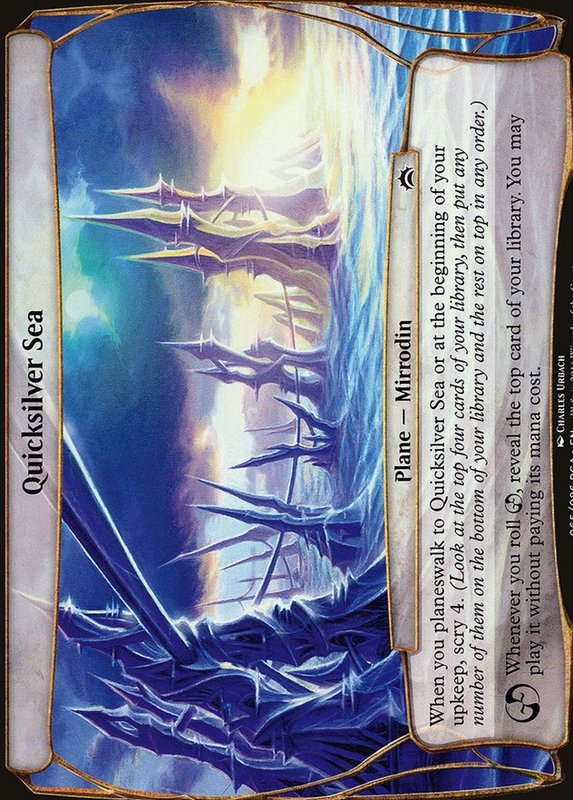 Quicksilver Sea
Plane — Mirrodin
When you planeswalk to Quicksilver Sea or at the beginning of your
upkeep, scry 4. (Look at the top four cards of your library, then put any
number of them on the bottom of your library and the rest on top in any order.)
Whenever you roll , reveal the top card of your library. You may
play it without paying its mana cost.
CHARLES URBACH